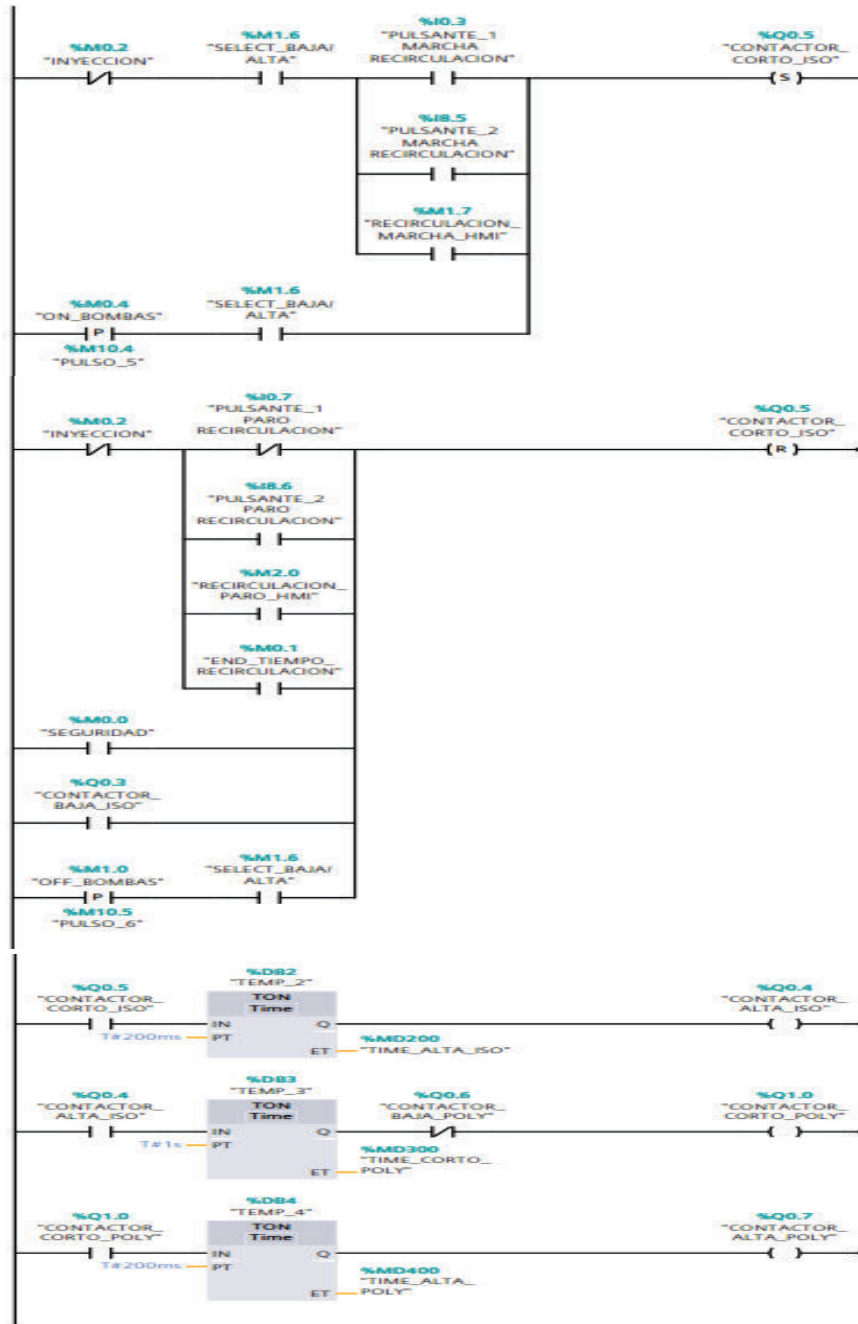 %M0.2
"INYECCION"
%M1.6
"SELECT_BAJA/
ALTA"
%I0.3
"PULSANTE_1
MARCHA
RECIRCULACION"
%Q0.5
"CONTACTOR_
CORTO_ISO"
S
%I8.5
"PULSANTE_2
MARCHA
RECIRCULACION"
%M1.7
"RECIRCULACION_
MARCHA_HMI"
%M0.4
"ON_BOMBAS"
P
%M10.4
"PULSO_5"
%M1.6
"SELECT_BAJA/
ALTA"
%M0.2
"INYECCION"
%I0.7
"PULSANTE_1
PARO
RECIRCULACION"
%Q0.5
"CONTACTOR_
CORTO_ISO"
R
%I8.6
"PULSANTE_2
PARO
RECIRCULACION"
%M2.0
"RECIRCULACION_
PARO_HMI"
%M0.1
"END_TIEMPO_
RECIRCULACION"
%M0.0
"SEGURIDAD"
%Q0.3
"CONTACTOR_
BAJA_ISO"
%M1.0
"OFF_BOMBAS"
P
%M10.5
"PULSO_6"
%M1.6
"SELECT_BAJA/
ALTA"
%Q0.5
"CONTACTOR_
CORTO_ISO"
%DB2
"TEMP_2"
TON
Time
IN
Q
T#200ms
PT
ET
%MD200
"TIME_ALTA_ISO"
%Q0.4
"CONTACTOR_
ALTA_ISO"
%Q0.4
"CONTACTOR_
ALTA_ISO"
%DB3
"TEMP_3"
TON
Time
IN
Q
T#1s
PT
ET
%Q0.6
"CONTACTOR_
BAJA_POLY"
%MD300
"TIME_CORTO_
POLY"
%Q1.0
"CONTACTOR_
CORTO_POLY"
%Q1.0
"CONTACTOR_
CORTO_POLY"
%DB4
"TEMP_4"
TON
Time
IN
Q
T#200ms
PT
ET
%MD400
"TIME_ALTA_
POLY"
%Q0.7
"CONTACTOR_
ALTA_POLY"